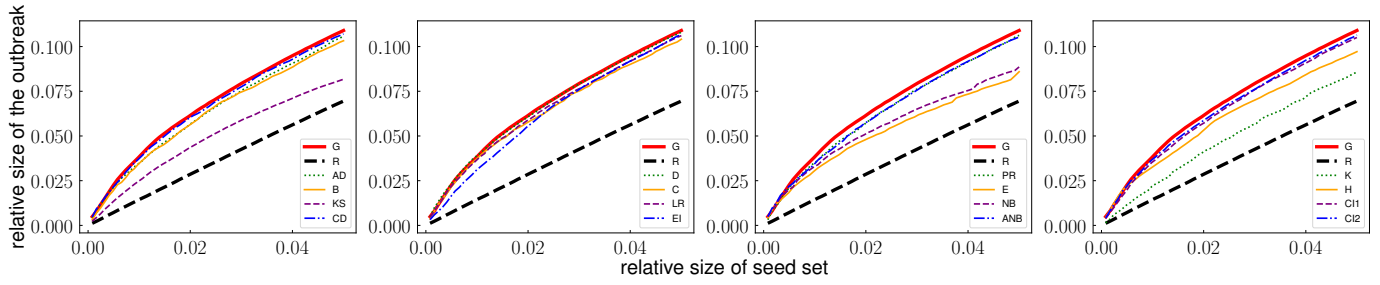 relative size of the outbreak
0.100
0.075
0.050
0.025
0.000
0.00
0.02
0.04
G
R
AD
B
KS
CD
0.100
0.075
0.050
0.025
0.000
0.00
0.02
0.04
G
R
D
C
LR
EI
0.100
0.075
0.050
0.025
0.000
0.00
0.02
0.04
G
R
PR
E
NB
ANB
0.100
0.075
0.050
0.025
0.000
0.00
0.02
0.04
G
R
K
H
CI1
CI2
relative size of seed set